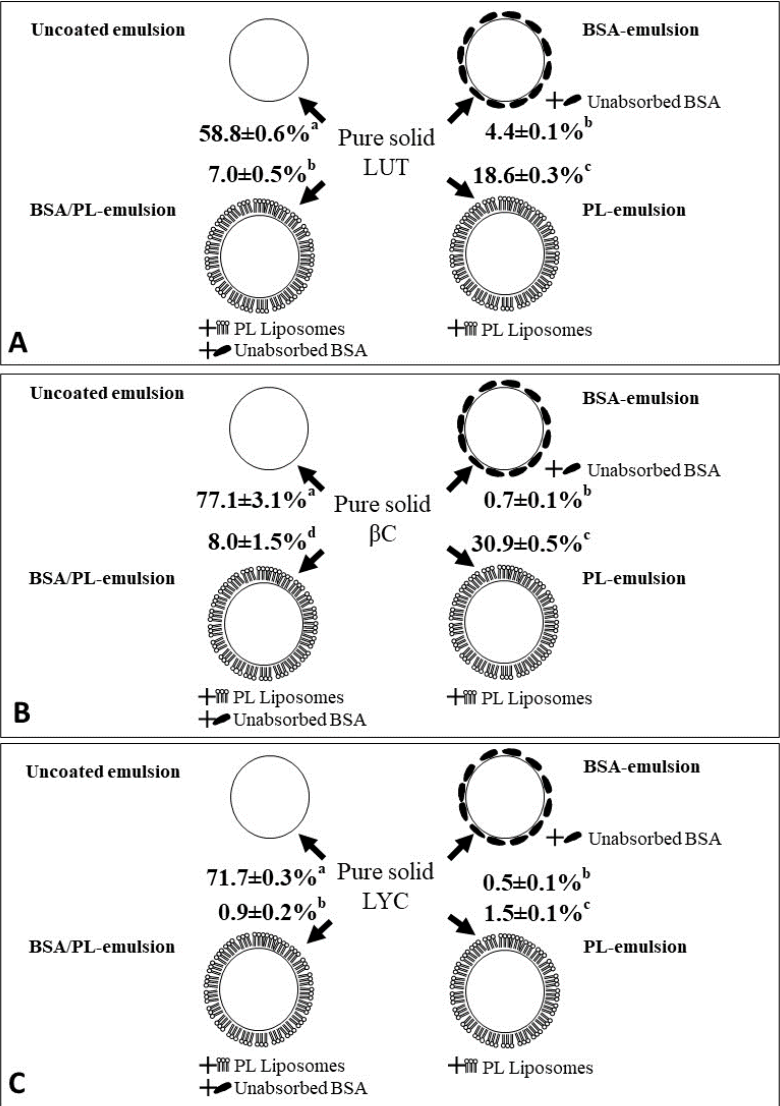 Uncoated emulsion
BSA-emulsion
Unabsorbed BSA
58.8±0.6%a
Pure solid
LUT
4.4±0.1%b
7.0±0.5%b
18.6±0.3%c
BSA/PL-emulsion
PL-emulsion
PL Liposomes
Unabsorbed BSA
PL Liposomes
A
Uncoated emulsion
BSA-emulsion
Unabsorbed BSA
77.1±3.1%a
Pure solid
βC
0.7±0.1%b
8.0±1.5%d
30.9±0.5%c
BSA/PL-emulsion
PL-emulsion
PL Liposomes
Unabsorbed BSA
PL Liposomes
B
Uncoated emulsion
BSA-emulsion
Unabsorbed BSA
71.7±0.3%a
Pure solid
LYC
0.5±0.1%b
0.9±0.2%b
1.5±0.1%c
BSA/PL-emulsion
PL-emulsion
PL Liposomes
Unabsorbed BSA
PL Liposomes
C